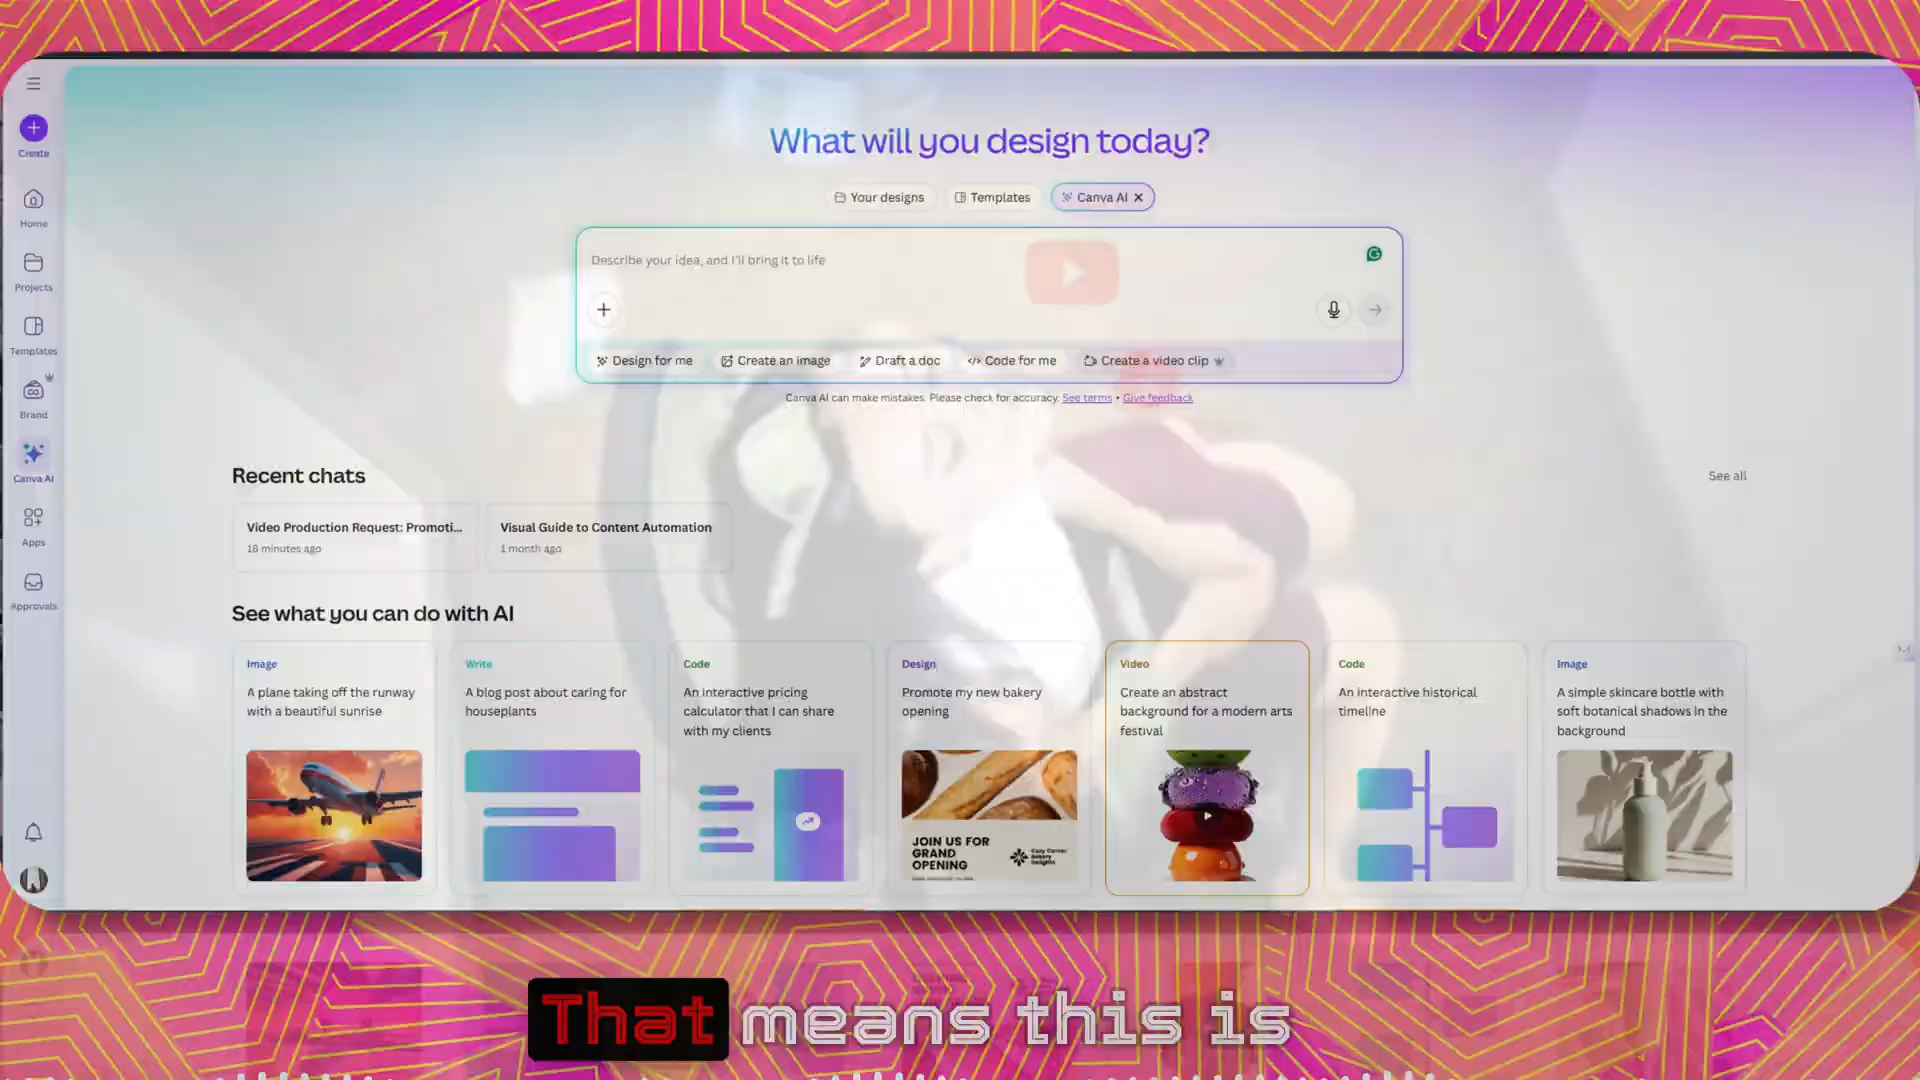 What will you design today?
Your designs
Templates
Canva AI
Describe your idea, and I'll bring it to life
Design for me
Create an image
Draft a doc
Code for me
Create a video clip
Canva AI can make mistakes. Please check for accuracy. See terms • Give feedback
Create
Home
Projects
Templates
Brand
Canva AI
Apps
Approvals
Recent chats
See all
Video Production Request: Promoti...
18 minutes ago
Visual Guide to Content Automation
1 month ago
See what you can do with AI
Image
A plane taking off the runway
with a beautiful sunrise
Write
A blog post about caring for
houseplants
Code
An interactive pricing
calculator that I can share
with my clients
Design
Promote my new bakery
opening
JOIN US FOR
GRAND
OPENING
Cozy Corner
Bakery
Delights
Video
Create an abstract
background for a modern arts
festival
Code
An interactive historical
timeline
Image
A simple skincare bottle with
soft botanical shadows in the
background
That means this is